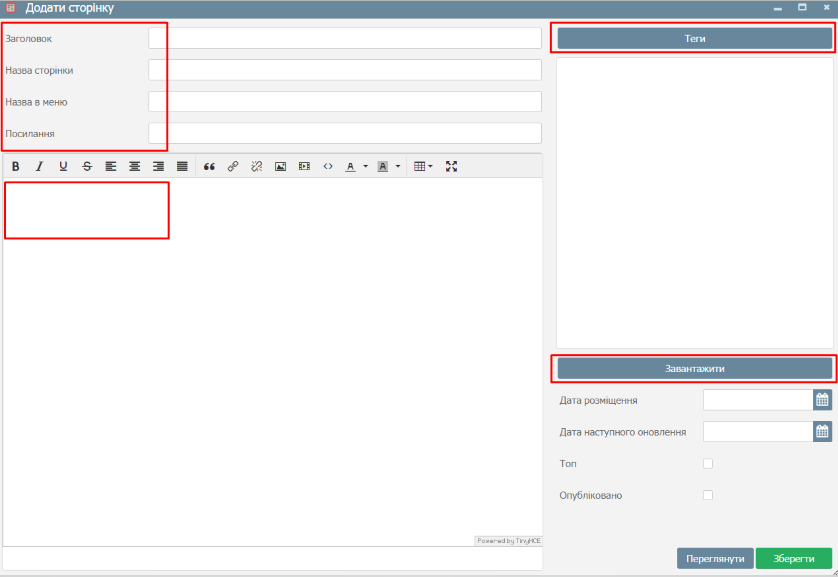 Додати сторінку
Заголовок
Назва сторінки
Назва в меню
Посилання
B I U S A A
Powered by TinyMCE
Теги
Завантажити
Дата розміщення
Дата наступного оновлення
Топ
Опубліковано
Переглянути Зберегти